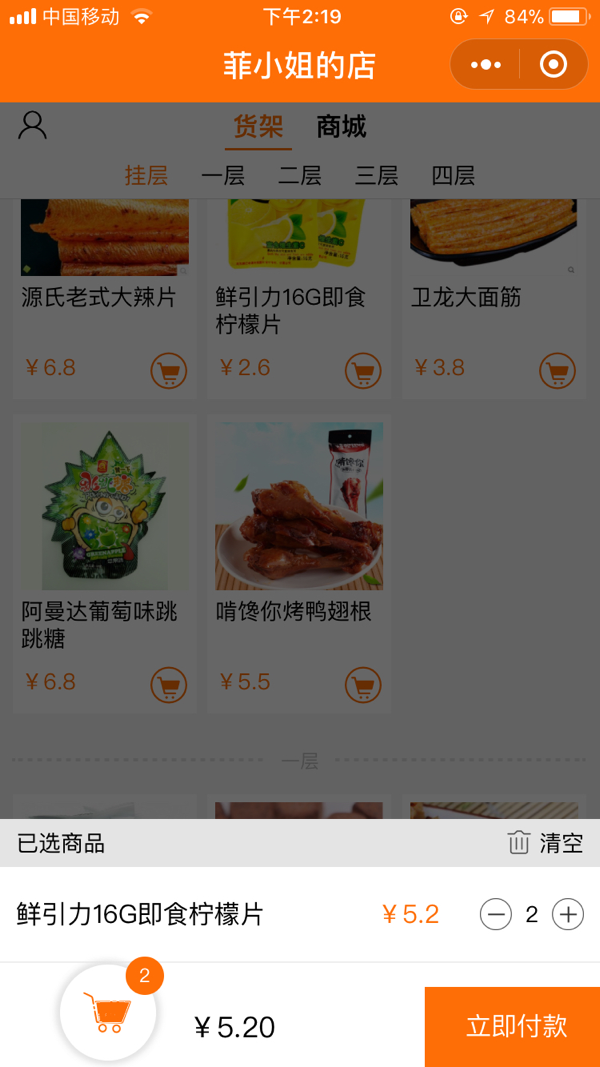 中国移动
下午2:19
84%
菲小姐的店
货架
商城
挂层
一层
二层
三层
四层
源氏老式大辣片
鲜引力16G即食
柠檬片
卫龙大面筋
¥6.8
¥2.6
¥3.8
阿曼达葡萄味跳
跳糖
啃馋你烤鸭翅根
¥6.8
¥5.5
一层
已选商品
清空
鲜引力16G即食柠檬片
¥5.2
2
2
¥5.20
立即付款